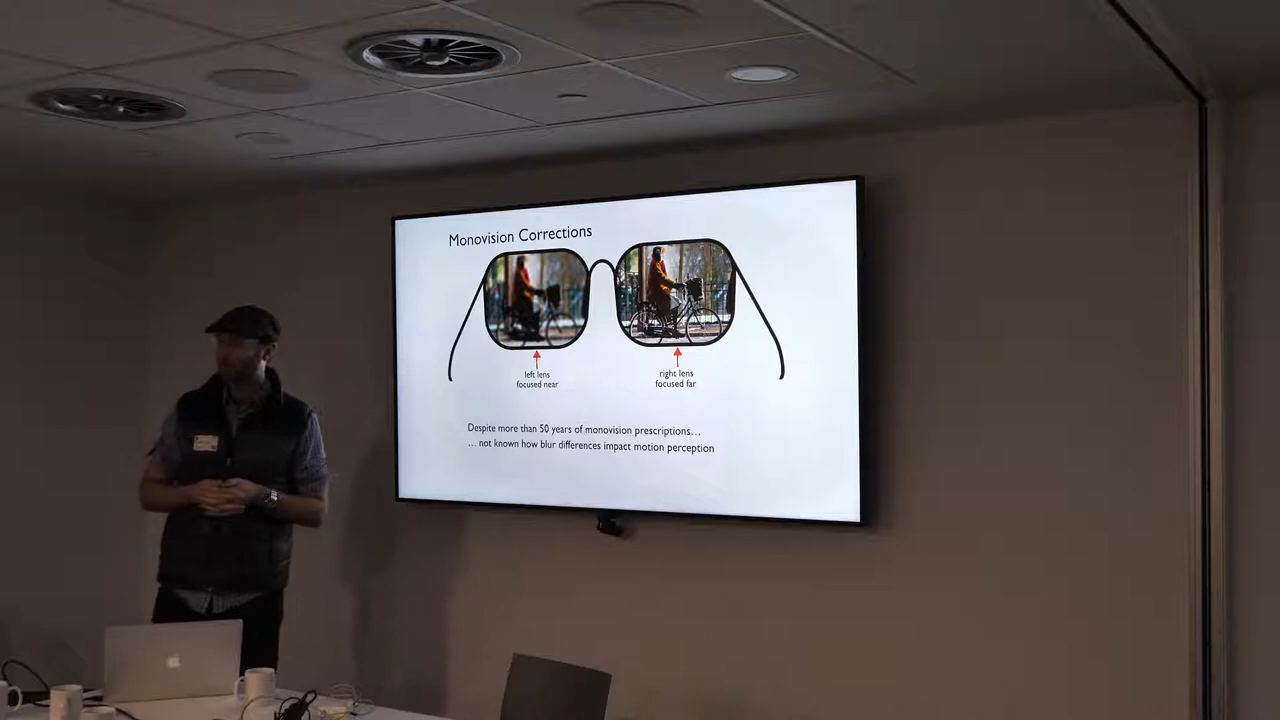 Monovision Corrections
left lens
focused near
right lens
focused far
Despite more than 50 years of monovision prescriptions…
… not known how blur differences impact motion perception